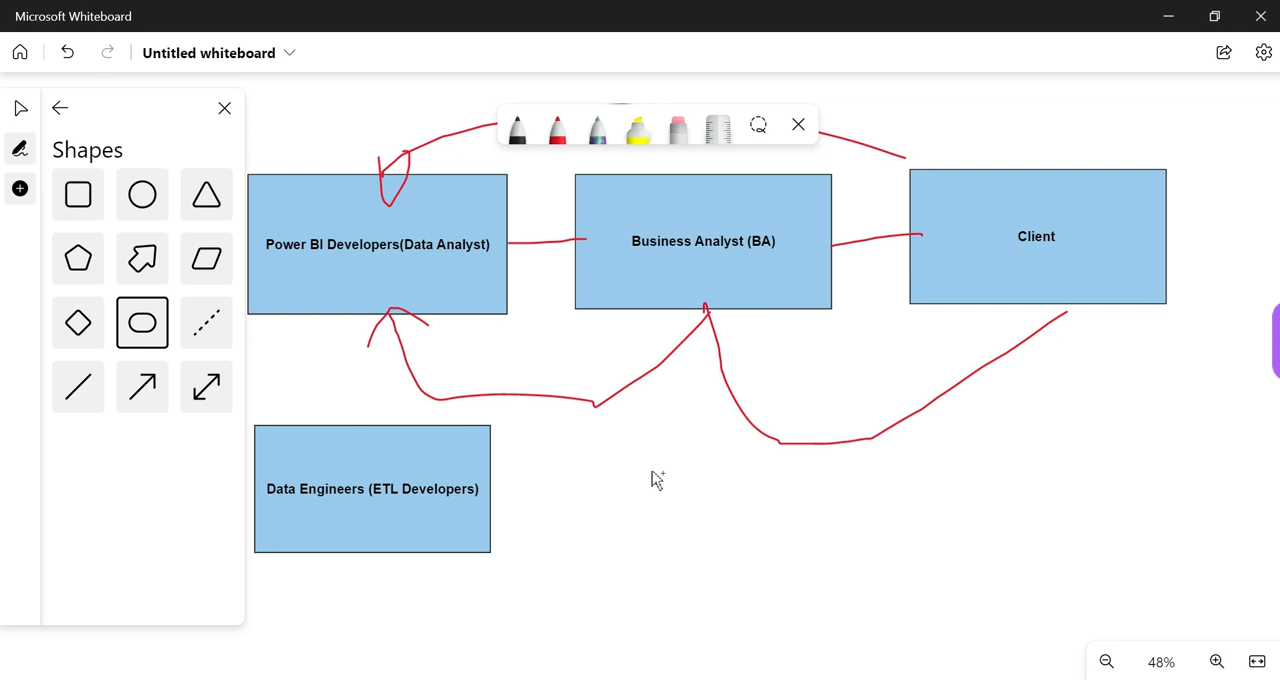 Microsoft Whiteboard
Untitled whiteboard
Shapes
Power BI Developers(Data Analyst)
Business Analyst (BA)
Client
Data Engineers (ETL Developers)
48%